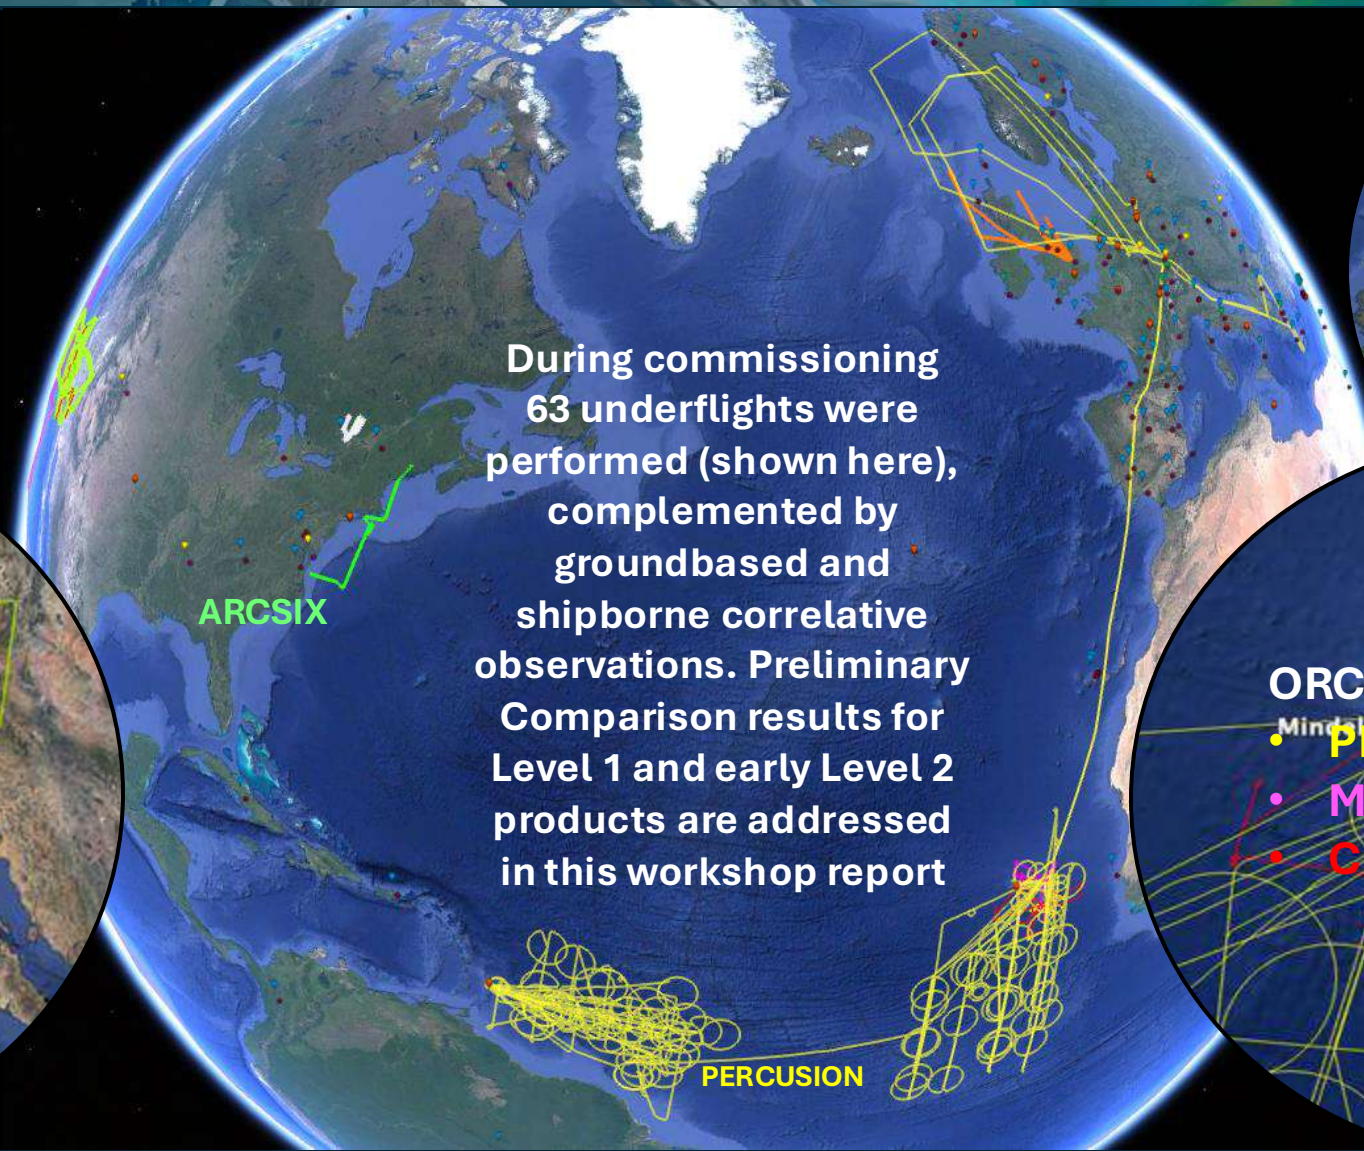 During commissioning
63 underflights were
performed (shown here),
complemented by
groundbased and
shipborne correlative
observations. Preliminary
Comparison results for
Level 1 and early Level 2
products are addressed
in this workshop report
ARCSIX
ORC
• P
• M
• C
PERCUSION